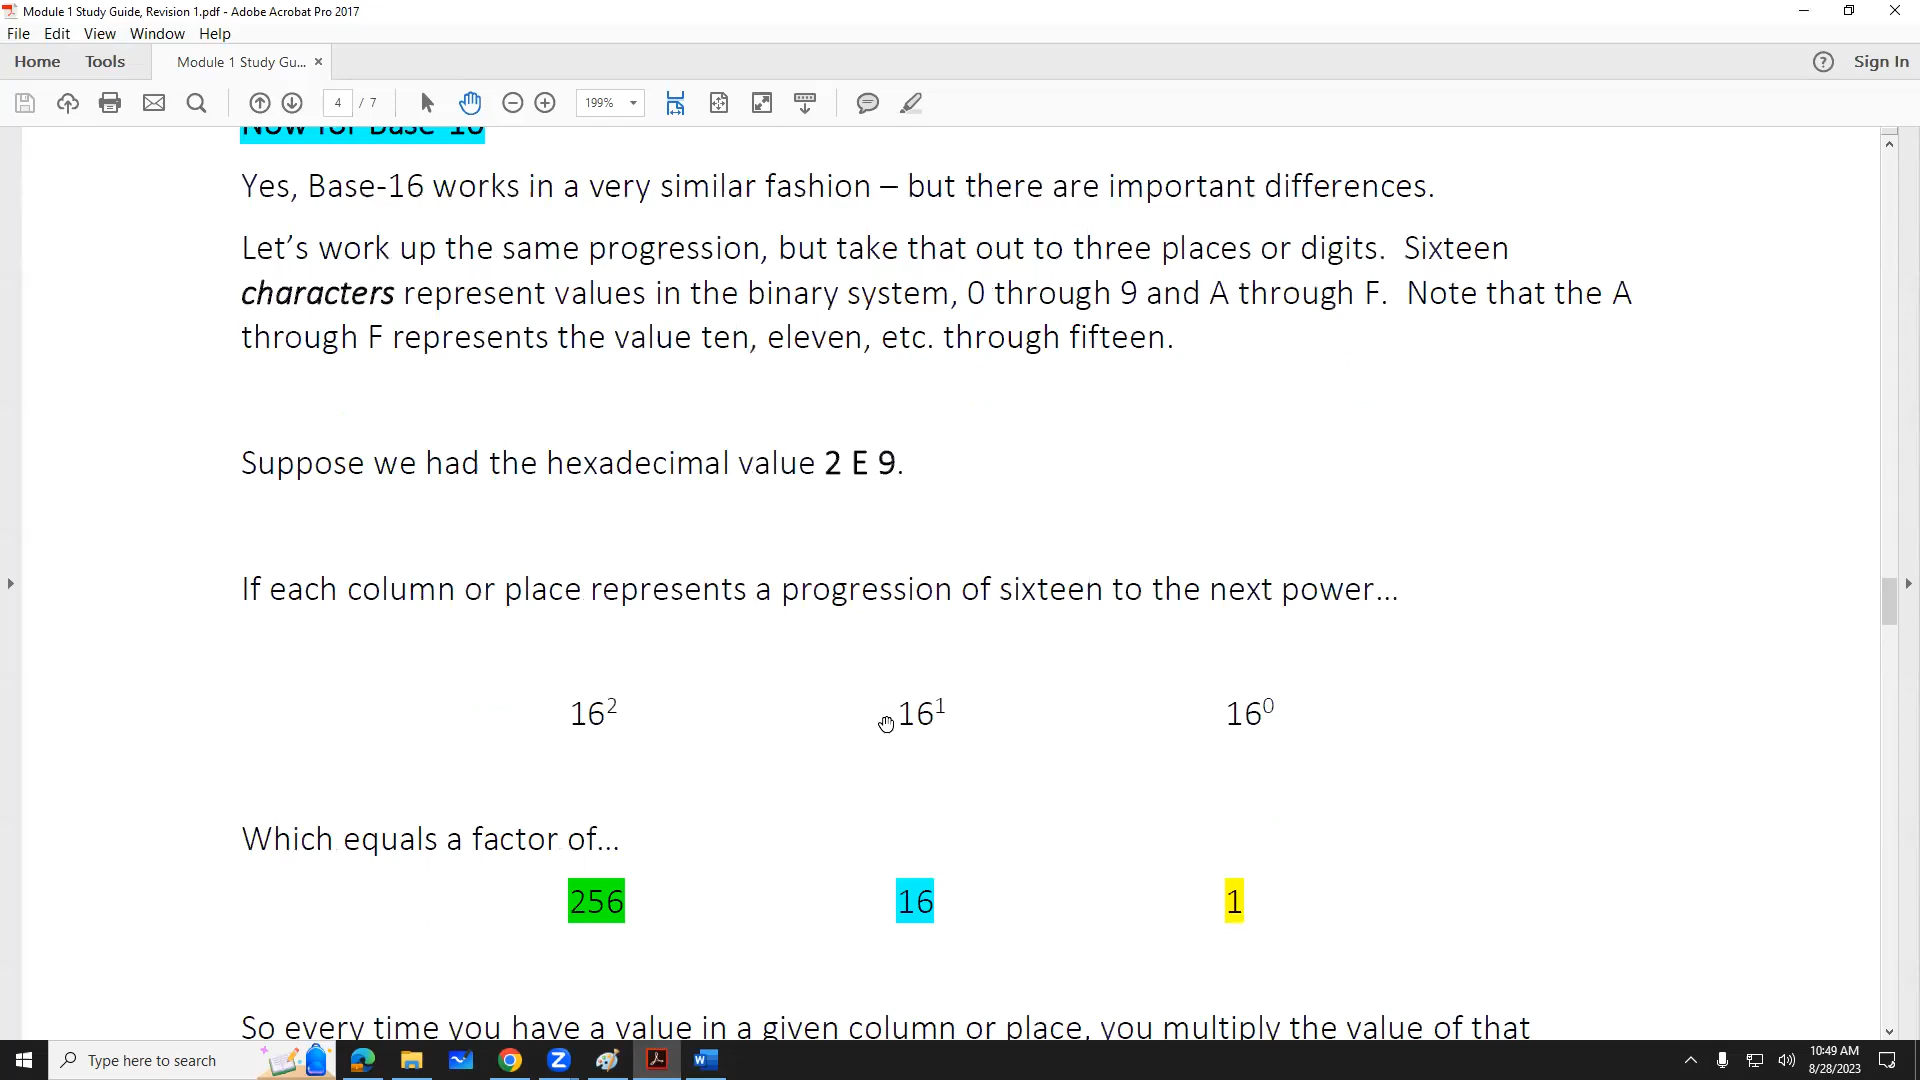 Module 1 Study Guide, Revision 1.pdf - Adobe Acrobat Pro 2017
File Edit View Window Help
Home Tools Module 1 Study Gu... × Sign In
4 / 7 199%
Now for Base-16
Yes, Base-16 works in a very similar fashion – but there are important differences.
Let’s work up the same progression, but take that out to three places or digits.  Sixteen
characters represent values in the binary system, 0 through 9 and A through F.  Note that the A
through F represents the value ten, eleven, etc. through fifteen.
Suppose we had the hexadecimal value 2 E 9.
If each column or place represents a progression of sixteen to the next power…
16² 16¹ 16⁰
Which equals a factor of…
256 16 1
So every time you have a value in a given column or place, you multiply the value of that
Type here to search
10:49 AM
8/28/2023